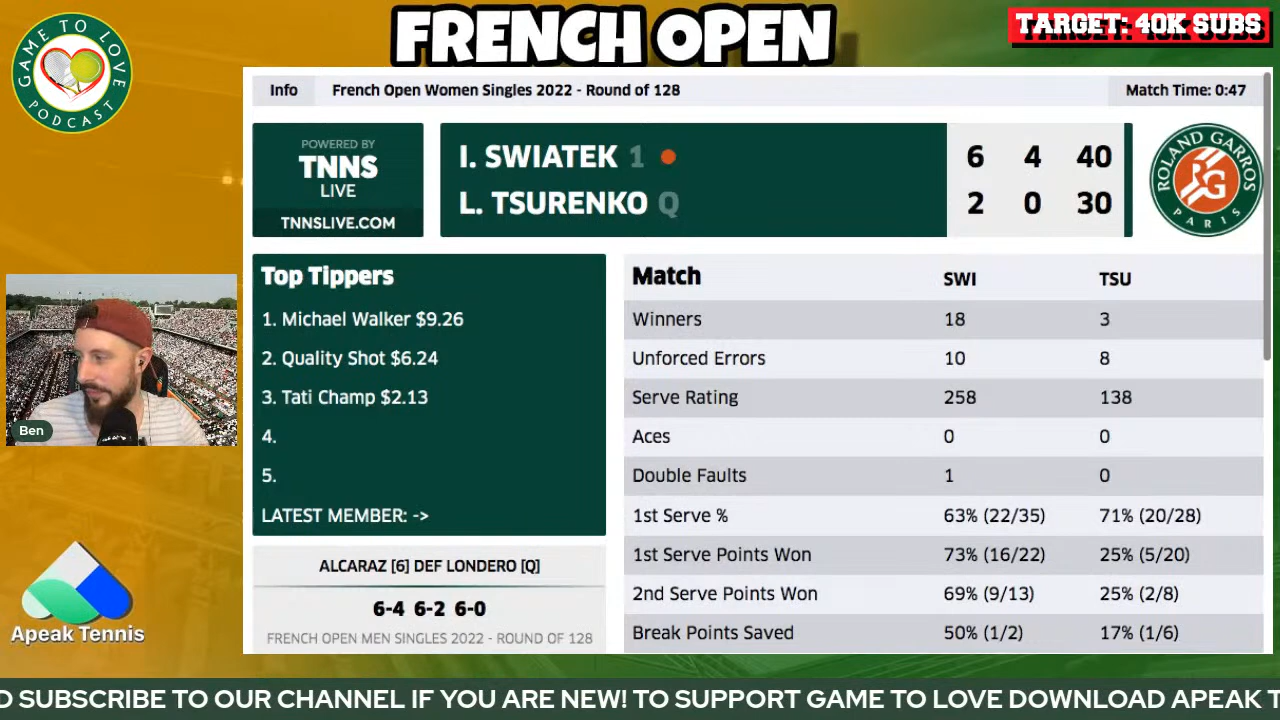 FRENCH OPEN
TARGET: 40K SUBS
GAME TO LOVE
PODCAST
Info French Open Women Singles 2022 - Round of 128 Match Time: 0:47
POWERED BY
TNNS
LIVE
TNNSLIVE.COM
I. SWIATEK 1 6 4 40
L. TSURENKO Q 2 0 30
ROLAND GARROS
RG
PARIS
Top Tippers
1. Michael Walker $9.26
2. Quality Shot $6.24
3. Tati Champ $2.13
4.
5.
LATEST MEMBER: ->
ALCARAZ [6] DEF LONDERO [Q]
6-4 6-2 6-0
FRENCH OPEN MEN SINGLES 2022 - ROUND OF 128
Match SWI TSU
Winners 18 3
Unforced Errors 10 8
Serve Rating 258 138
Aces 0 0
Double Faults 1 0
1st Serve % 63% (22/35) 71% (20/28)
1st Serve Points Won 73% (16/22) 25% (5/20)
2nd Serve Points Won 69% (9/13) 25% (2/8)
Break Points Saved 50% (1/2) 17% (1/6)
Ben
Apeak Tennis
D SUBSCRIBE TO OUR CHANNEL IF YOU ARE NEW! TO SUPPORT GAME TO LOVE DOWNLOAD APEAK T